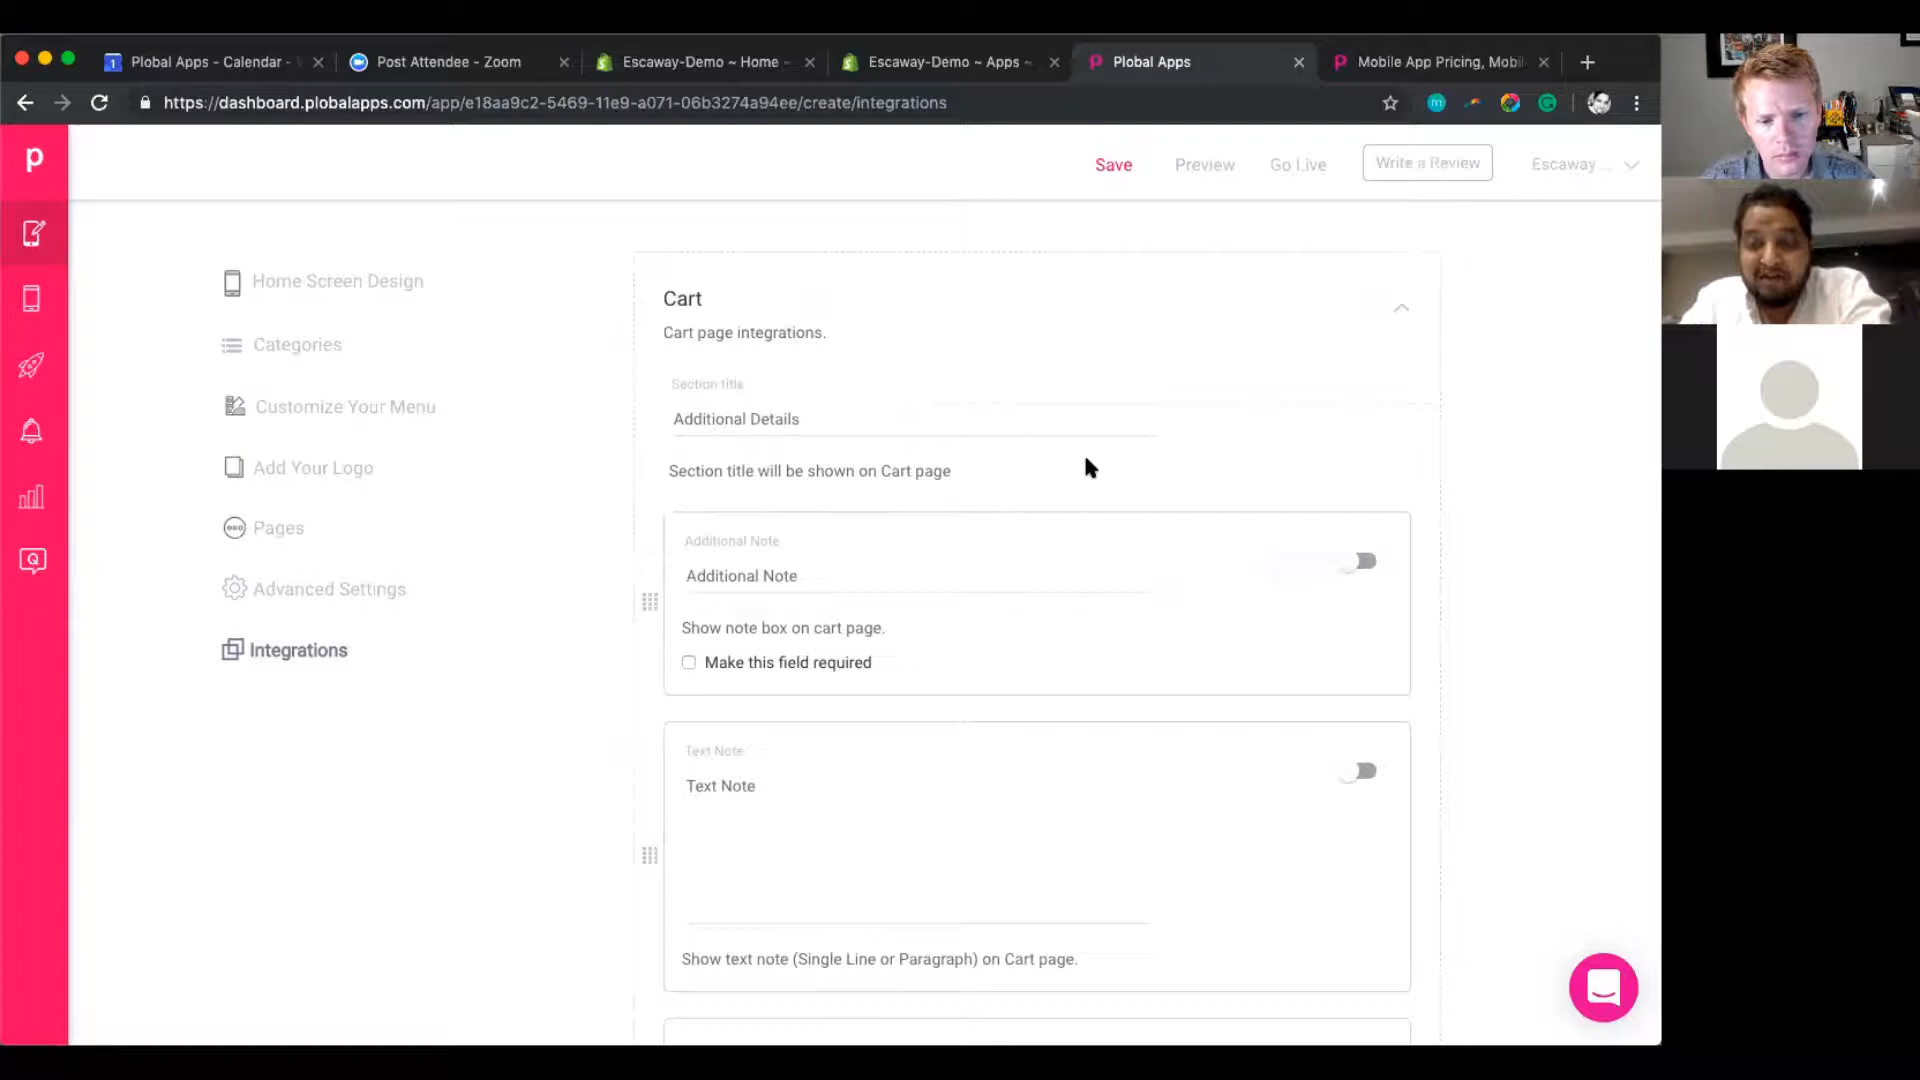 Plobal Apps - Calendar -
Post Attendee - Zoom
Escaway-Demo ~ Home
Escaway-Demo ~ Apps ~
Plobal Apps
Mobile App Pricing, Mobil
https://dashboard.plobalapps.com/app/e18aa9c2-5469-11e9-a071-06b3274a94ee/create/integrations
p
Save
Preview
Go Live
Write a Review
Escaway ...
Home Screen Design
Categories
Customize Your Menu
Add Your Logo
Pages
Advanced Settings
Integrations
Cart
Cart page integrations.
Section title
Additional Details
Section title will be shown on Cart page
Additional Note
Additional Note
Show note box on cart page.
Make this field required
Text Note
Text Note
Show text note (Single Line or Paragraph) on Cart page.